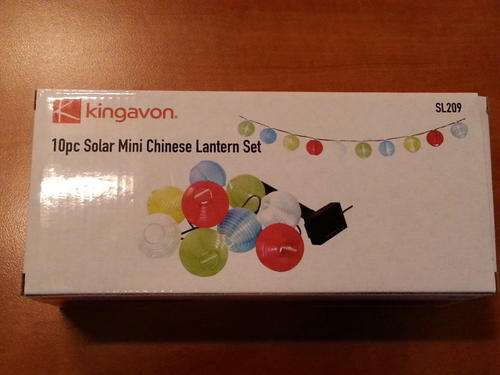 kingavon.
SL209
10pc Solar Mini Chinese Lantern Set